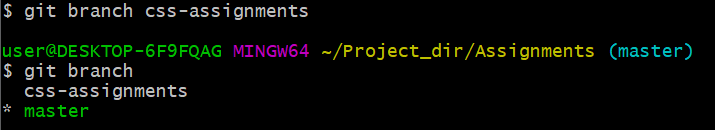 $ git branch css-assignments
user@DESKTOP-6F9FQAG MINGW64 ~/Project_dir/Assignments (master)
$ git branch
  css-assignments
* master